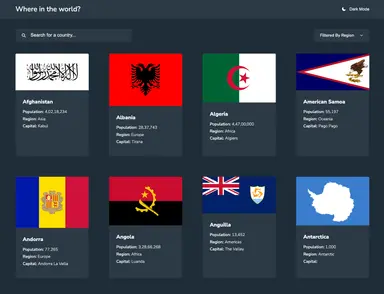 Where in the world?
Dark Mode
Search for a country...
Filtered By Region
Afghanistan
Population: 4,02,18,234
Region: Asia
Capital: Kabul
Albania
Population: 28,37,743
Region: Europe
Capital: Tirana
Algeria
Population: 4,47,00,000
Region: Africa
Capital: Algiers
American Samoa
Population: 55,197
Region: Oceania
Capital: Pago Pago
Andorra
Population: 77,265
Region: Europe
Capital: Andorra La Vella
Angola
Population: 3,28,66,268
Region: Africa
Capital: Luanda
Anguilla
Population: 13,452
Region: Americas
Capital: The Valley
Antarctica
Population: 1,000
Region: Antarctic
Capital: